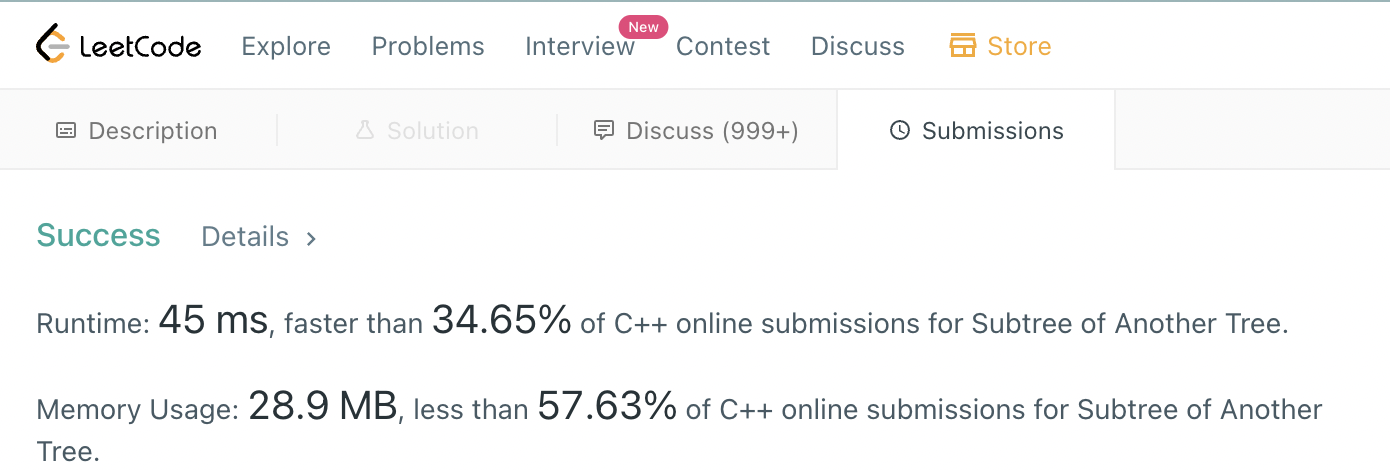 LeetCode Explore Problems Interview New Contest Discuss Store
Description Solution Discuss (999+) Submissions
Success Details >
Runtime: 45 ms, faster than 34.65% of C++ online submissions for Subtree of Another Tree.
Memory Usage: 28.9 MB, less than 57.63% of C++ online submissions for Subtree of Another
Tree.